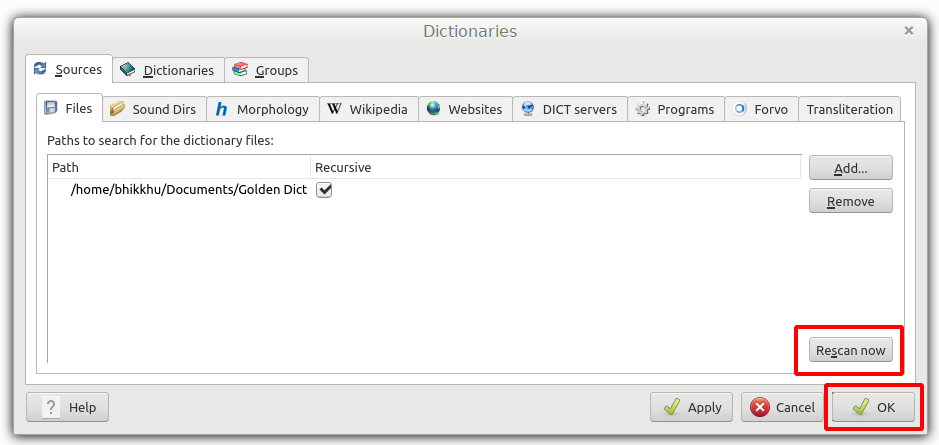 Dictionaries
Sources Dictionaries Groups
Files Sound Dirs Morphology Wikipedia Websites DICT servers Programs Forvo Transliteration
Paths to search for the dictionary files:
Path Recursive Add...
/home/bhikkhu/Documents/Golden Dict
Remove
Rescan now
Help Apply Cancel OK